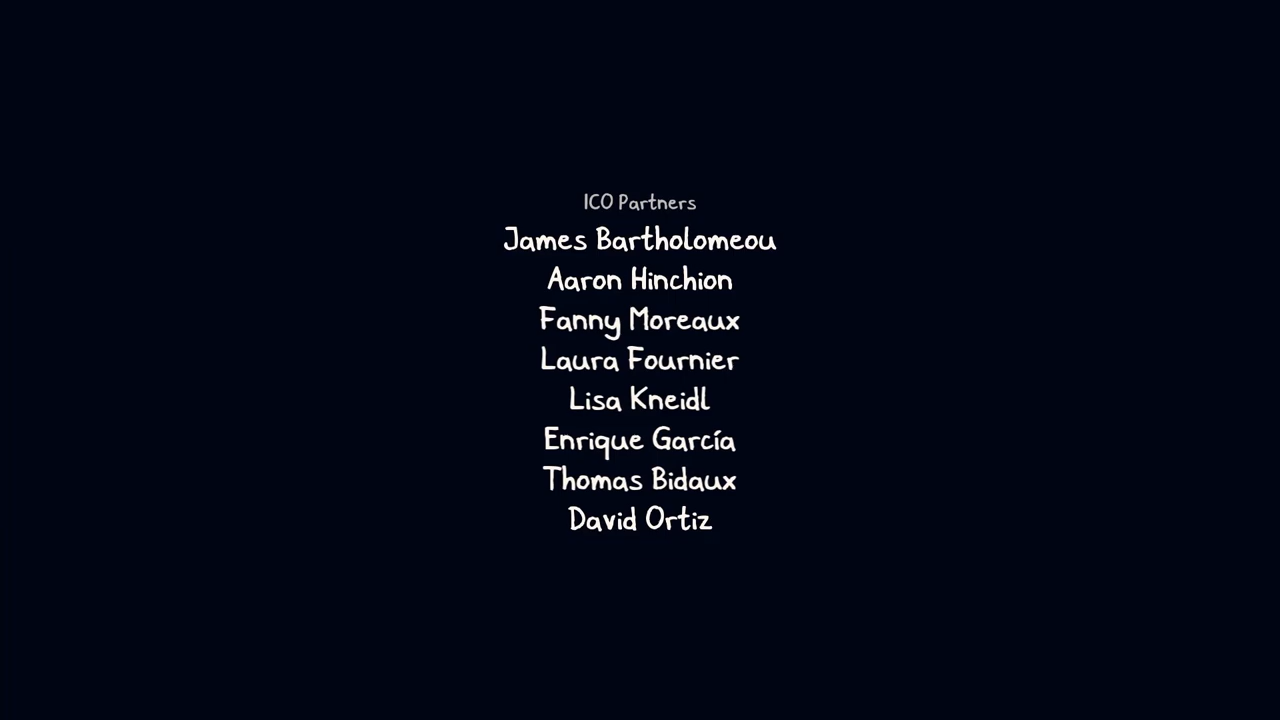 ICO Partners
James Bartholomeou
Aaron Hinchion
Fanny Moreaux
Laura Fournier
Lisa Kneidl
Enrique García
Thomas Bidaux
David Ortiz